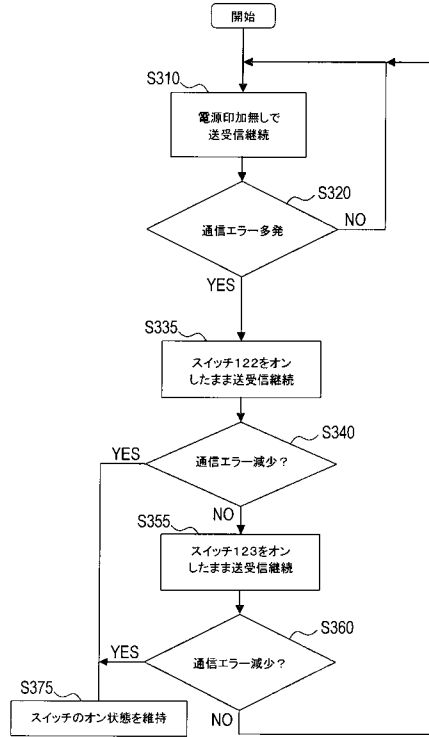 開始
S310
電源印加無しで
送受信継続
S320
通信エラー多発
NO
YES
S335
スイッチ122をオン
したまま送受信継続
S340
YES
通信エラー減少？
NO
S355
スイッチ123をオン
したまま送受信継続
S360
YES
通信エラー減少？
S375
NO
スイッチのオン状態を維持